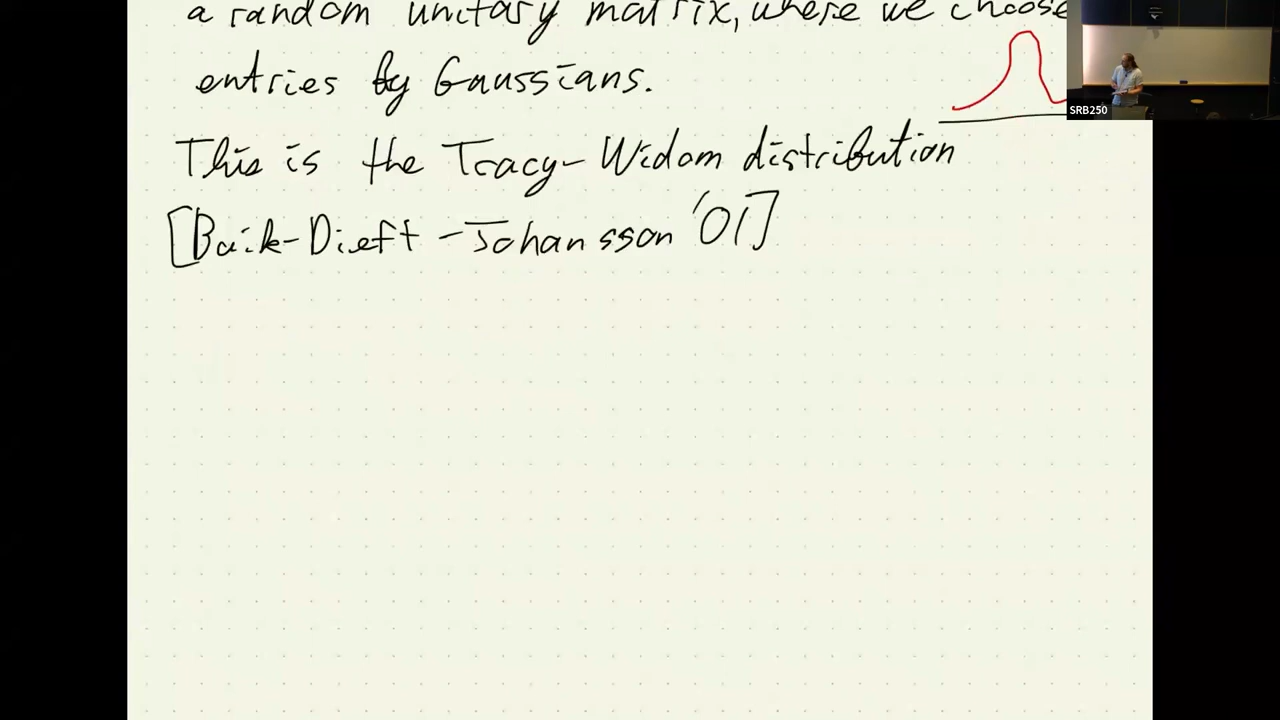 a random unitary matrix, where we choose
entries by Gaussians.
This is the Tracy-Widom distribution
[Baik-Dieft-Johansson '01]
SRB250